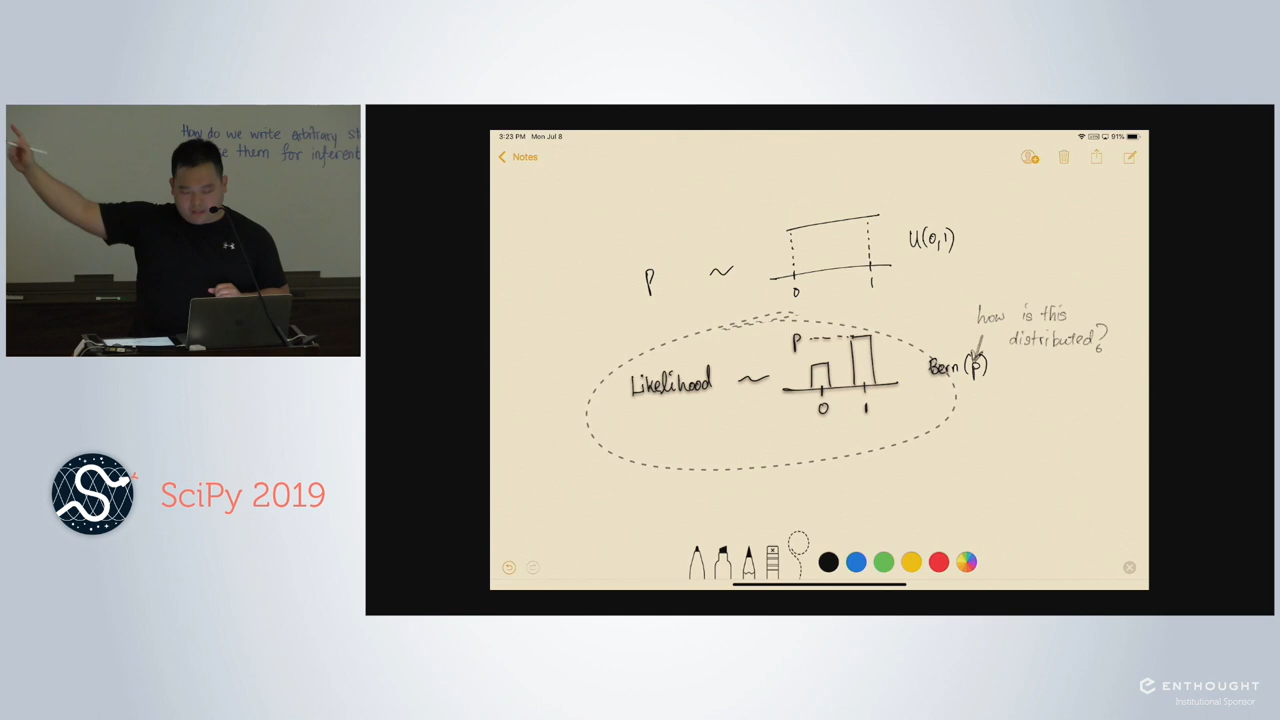 How do we write arbitrary st
them for inferen
3:23 PM Mon Jul 8
91%
Notes
p ~
0 1
U(0,1)
how is this
distributed?
Likelihood ~
p
0 1
Bern (p)
SciPy 2019
ENTHOUGHT
Institutional Sponsor